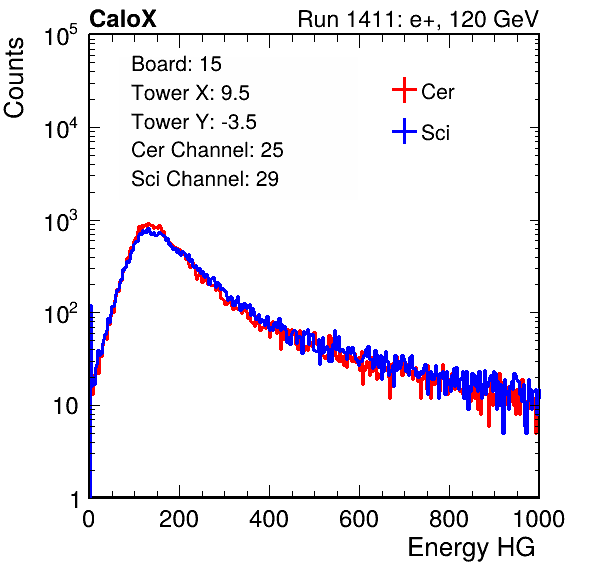 CaloX Run 1411: e+, 120 GeV
Board: 15
Tower X: 9.5
Tower Y: -3.5
Cer Channel: 25
Sci Channel: 29
Cer
Sci
Counts
10^5
10^4
10^3
10^2
10
1
0 200 400 600 800 1000
Energy HG